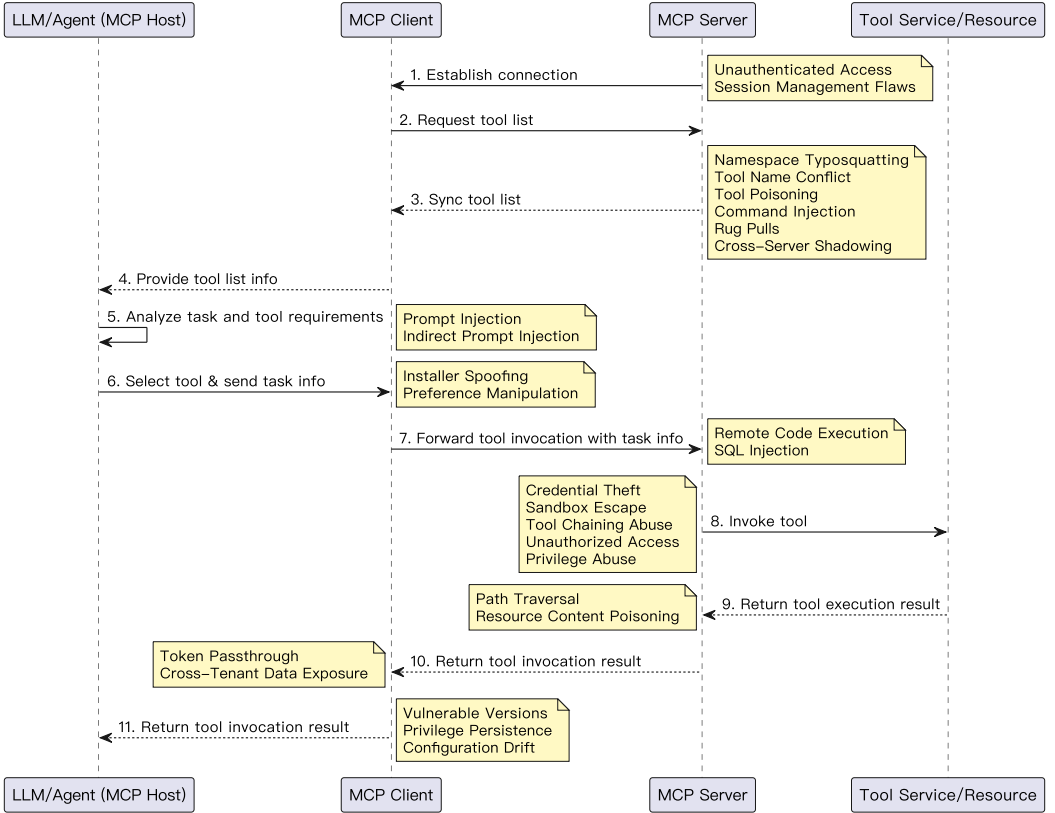 LLM/Agent (MCP Host)
MCP Client
MCP Server
Tool Service/Resource
1. Establish connection
Unauthenticated Access
Session Management Flaws
2. Request tool list
Namespace Typosquatting
Tool Name Conflict
Tool Poisoning
Command Injection
Rug Pulls
Cross-Server Shadowing
3. Sync tool list
4. Provide tool list info
5. Analyze task and tool requirements
Prompt Injection
Indirect Prompt Injection
6. Select tool & send task info
Installer Spoofing
Preference Manipulation
7. Forward tool invocation with task info
Remote Code Execution
SQL Injection
Credential Theft
Sandbox Escape
Tool Chaining Abuse
Unauthorized Access
Privilege Abuse
8. Invoke tool
Path Traversal
Resource Content Poisoning
9. Return tool execution result
Token Passthrough
Cross-Tenant Data Exposure
10. Return tool invocation result
11. Return tool invocation result
Vulnerable Versions
Privilege Persistence
Configuration Drift
LLM/Agent (MCP Host)
MCP Client
MCP Server
Tool Service/Resource